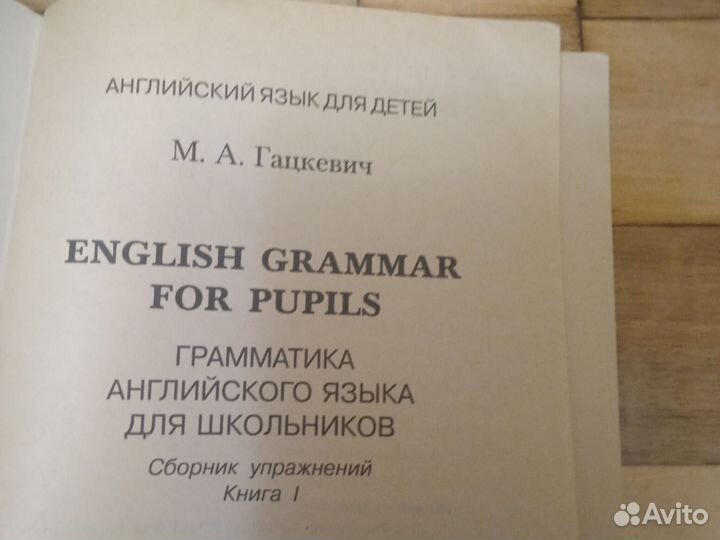 АНГЛИЙСКИЙ ЯЗЫК ДЛЯ ДЕТЕЙ
М. А. Гацкевич
ENGLISH GRAMMAR
FOR PUPILS
ГРАММАТИКА
АНГЛИЙСКОГО ЯЗЫКА
ДЛЯ ШКОЛЬНИКОВ
Сборник упражнений
Книга I
Avito